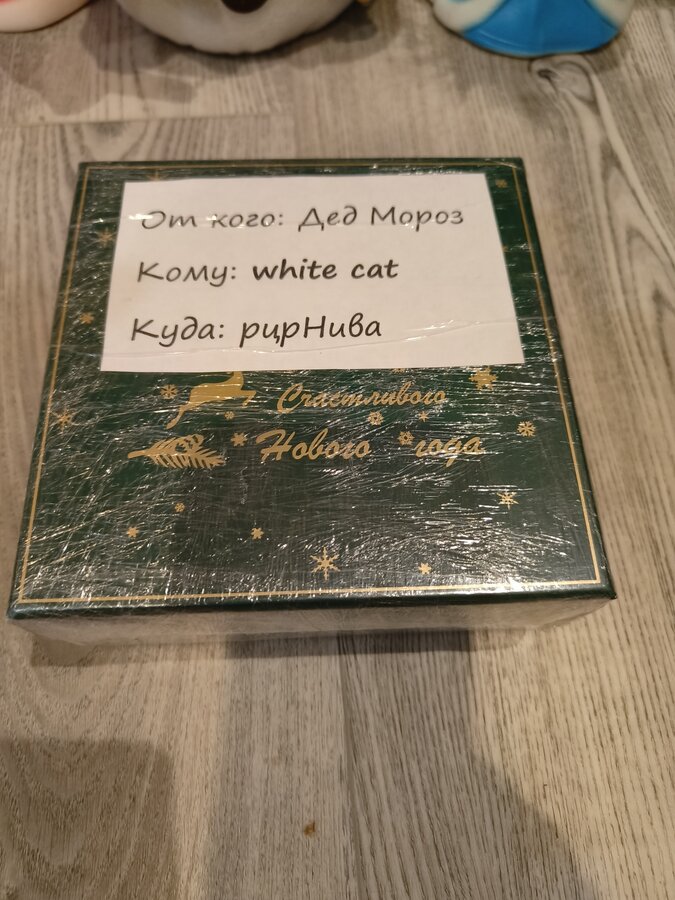 От кого: Дед Мороз
Кому: white cat
Куда: рцрНива
Счастливого
Нового года